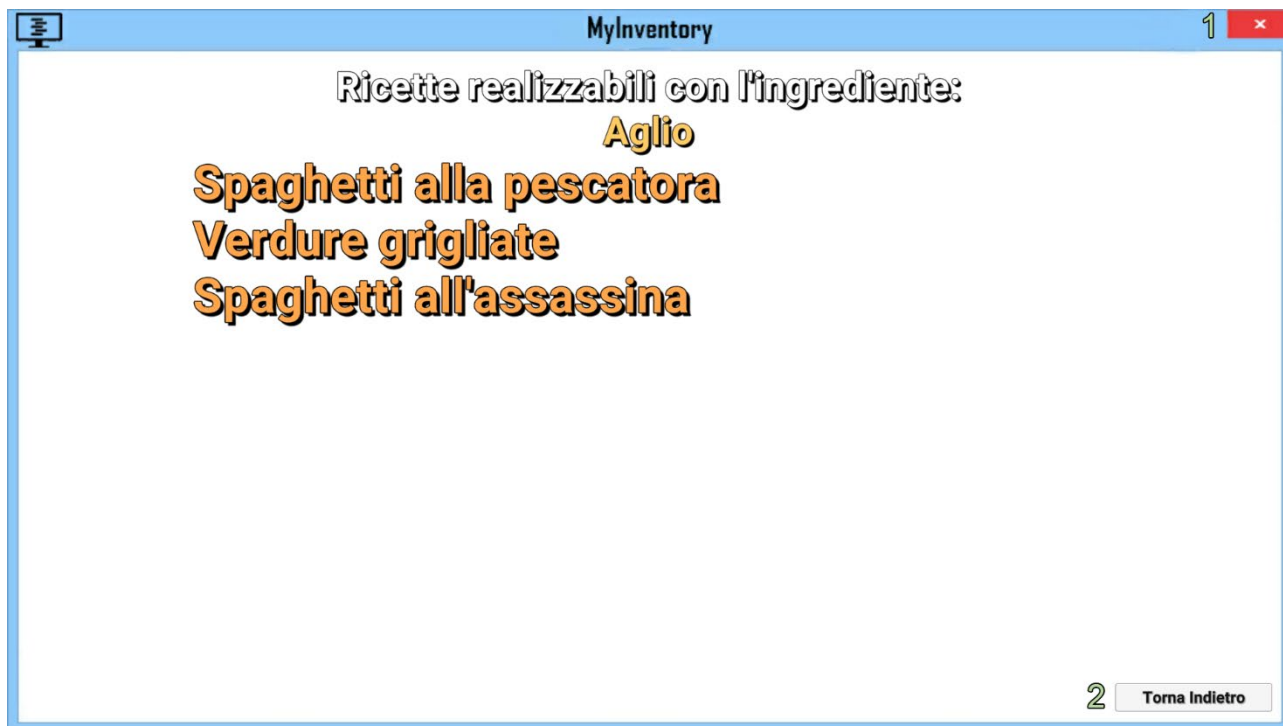 MyInventory
1
×
Ricette realizzabili con l'ingrediente:
Aglio
Spaghetti alla pescatora
Verdure grigliate
Spaghetti all'assassina
2
Torna Indietro